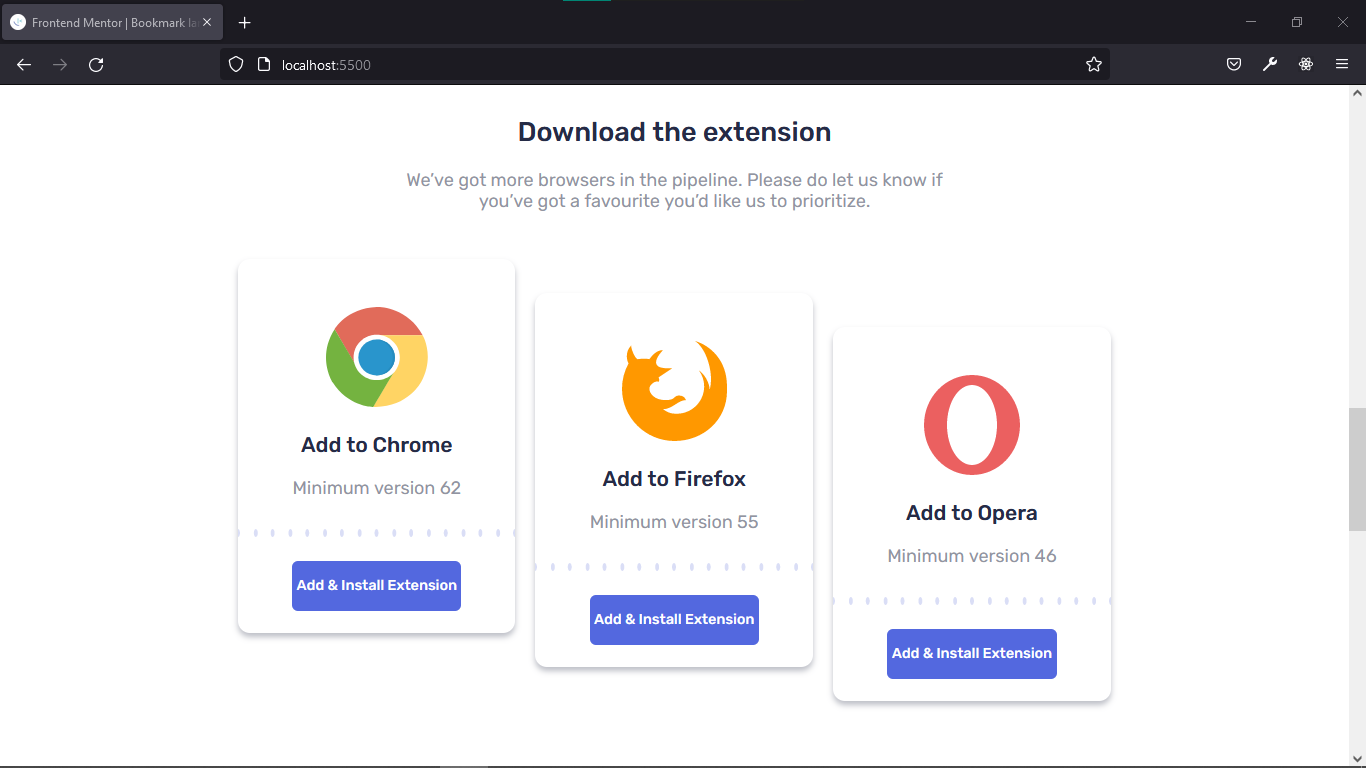 Frontend Mentor | Bookmark la
localhost:5500
Download the extension
We’ve got more browsers in the pipeline. Please do let us know if
you’ve got a favourite you’d like us to prioritize.
Add to Chrome
Minimum version 62
Add & Install Extension
Add to Firefox
Minimum version 55
Add & Install Extension
Add to Opera
Minimum version 46
Add & Install Extension